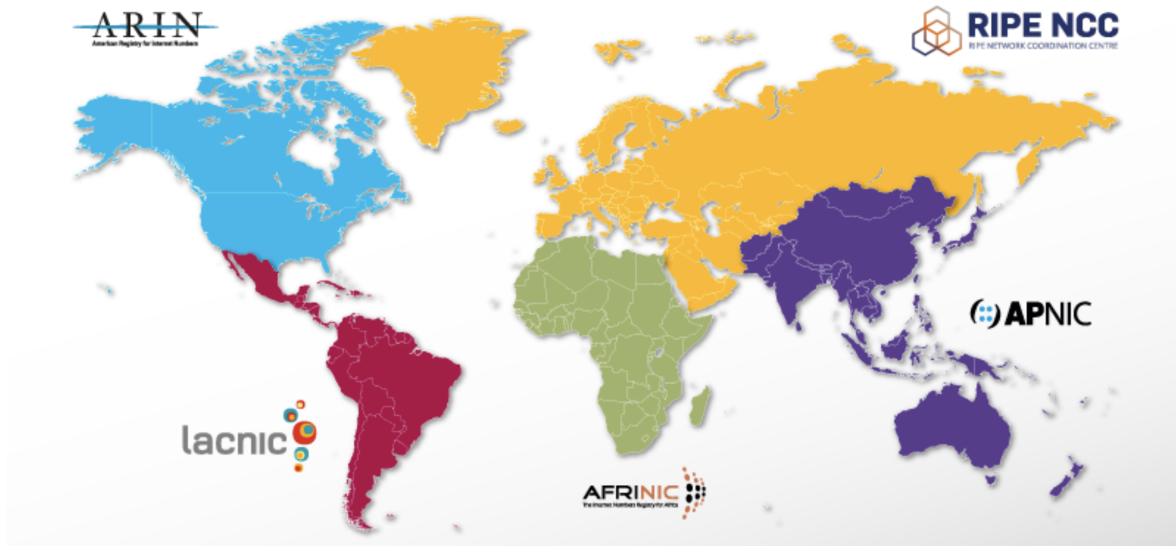 ARIN
American Registry for Internet Numbers
RIPE NCC
RIPE NETWORK COORDINATION CENTRE
APNIC
lacnic
AFRINIC
The Internet Numbers Registry for Africa